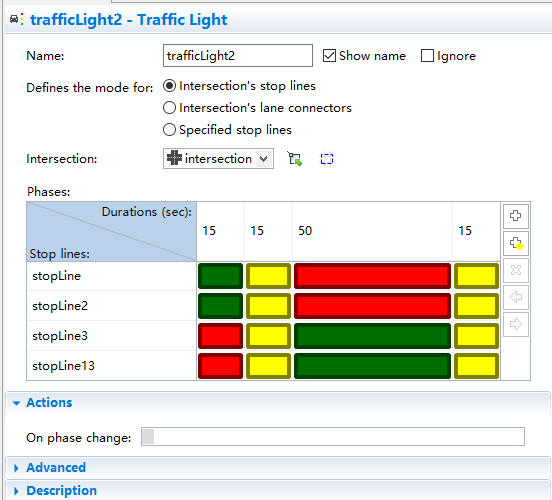 trafficLight2 - Traffic Light
Name: trafficLight2 Show name Ignore
Defines the mode for: Intersection's stop lines
Intersection's lane connectors
Specified stop lines
Intersection: intersection
Phases:
Durations (sec): 15 15 50 15
Stop lines:
stopLine
stopLine2
stopLine3
stopLine13
Actions
On phase change:
Advanced
Description